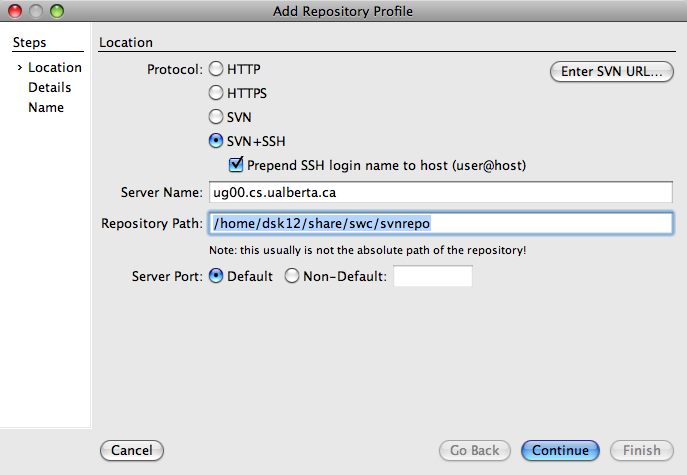 Add Repository Profile
Steps
› Location
Details
Name
Location
Protocol:
HTTP
HTTPS
SVN
SVN+SSH
Prepend SSH login name to host (user@host)
Enter SVN URL...
Server Name: ug00.cs.ualberta.ca
Repository Path: /home/dsk12/share/swc/svnrepo
Note: this usually is not the absolute path of the repository!
Server Port: Default Non-Default:
Cancel Go Back Continue Finish